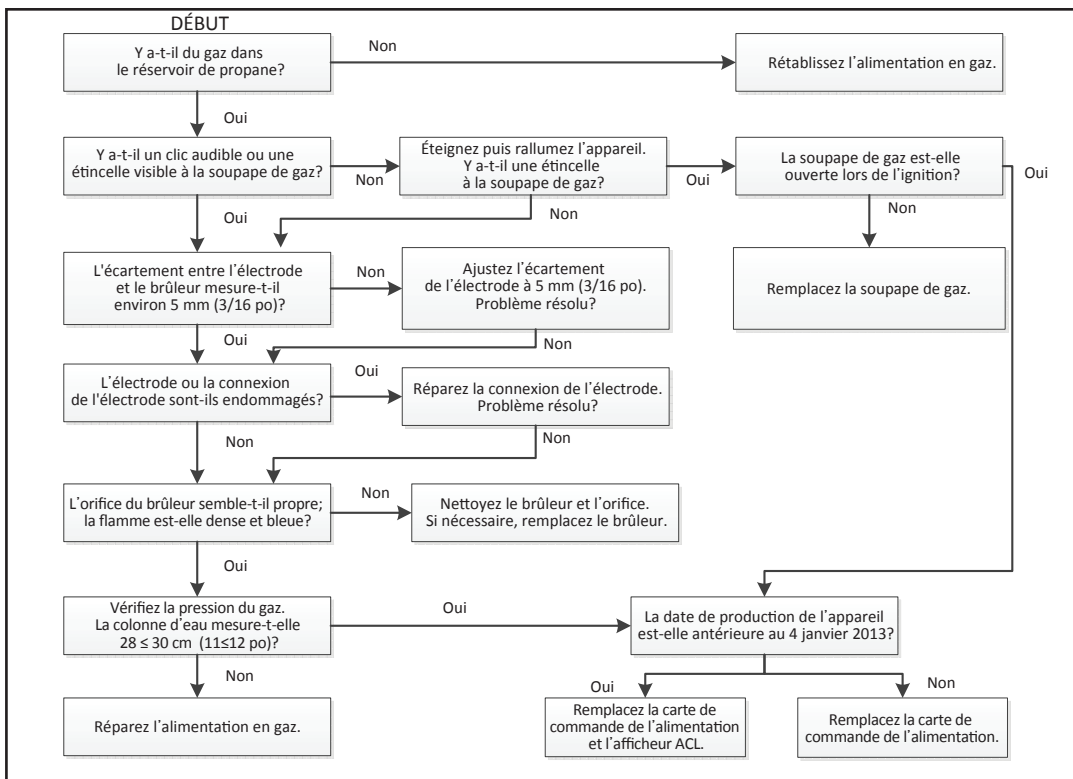 DÉBUT
Y a-t-il du gaz dans
le réservoir de propane?
Non
Rétablissez l'alimentation en gaz.
Oui
Y a-t-il un clic audible ou une
étincelle visible à la soupape de gaz?
Non
Éteignez puis rallumez l'appareil.
Y a-t-il une étincelle
à la soupape de gaz?
Oui
La soupape de gaz est-elle
ouverte lors de l'ignition?
Oui
Oui
Non
Non
L'écartement entre l'électrode
et le brûleur mesure-t-il
environ 5 mm (3/16 po)?
Non
Ajustez l'écartement
de l'électrode à 5 mm (3/16 po).
Problème résolu?
Remplacez la soupape de gaz.
Oui
Non
L'électrode ou la connexion
de l'électrode sont-ils endommagés?
Oui
Réparez la connexion de l'électrode.
Problème résolu?
Non
Non
L'orifice du brûleur semble-t-il propre;
la flamme est-elle dense et bleue?
Non
Nettoyez le brûleur et l'orifice.
Si nécessaire, remplacez le brûleur.
Oui
Vérifiez la pression du gaz.
La colonne d'eau mesure-t-elle
28 ≤ 30 cm (11≤12 po)?
Oui
La date de production de l'appareil
est-elle antérieure au 4 janvier 2013?
Non
Oui
Non
Réparez l'alimentation en gaz.
Remplacez la carte de
commande de l'alimentation
et l'afficheur ACL.
Remplacez la carte de
commande de l'alimentation.